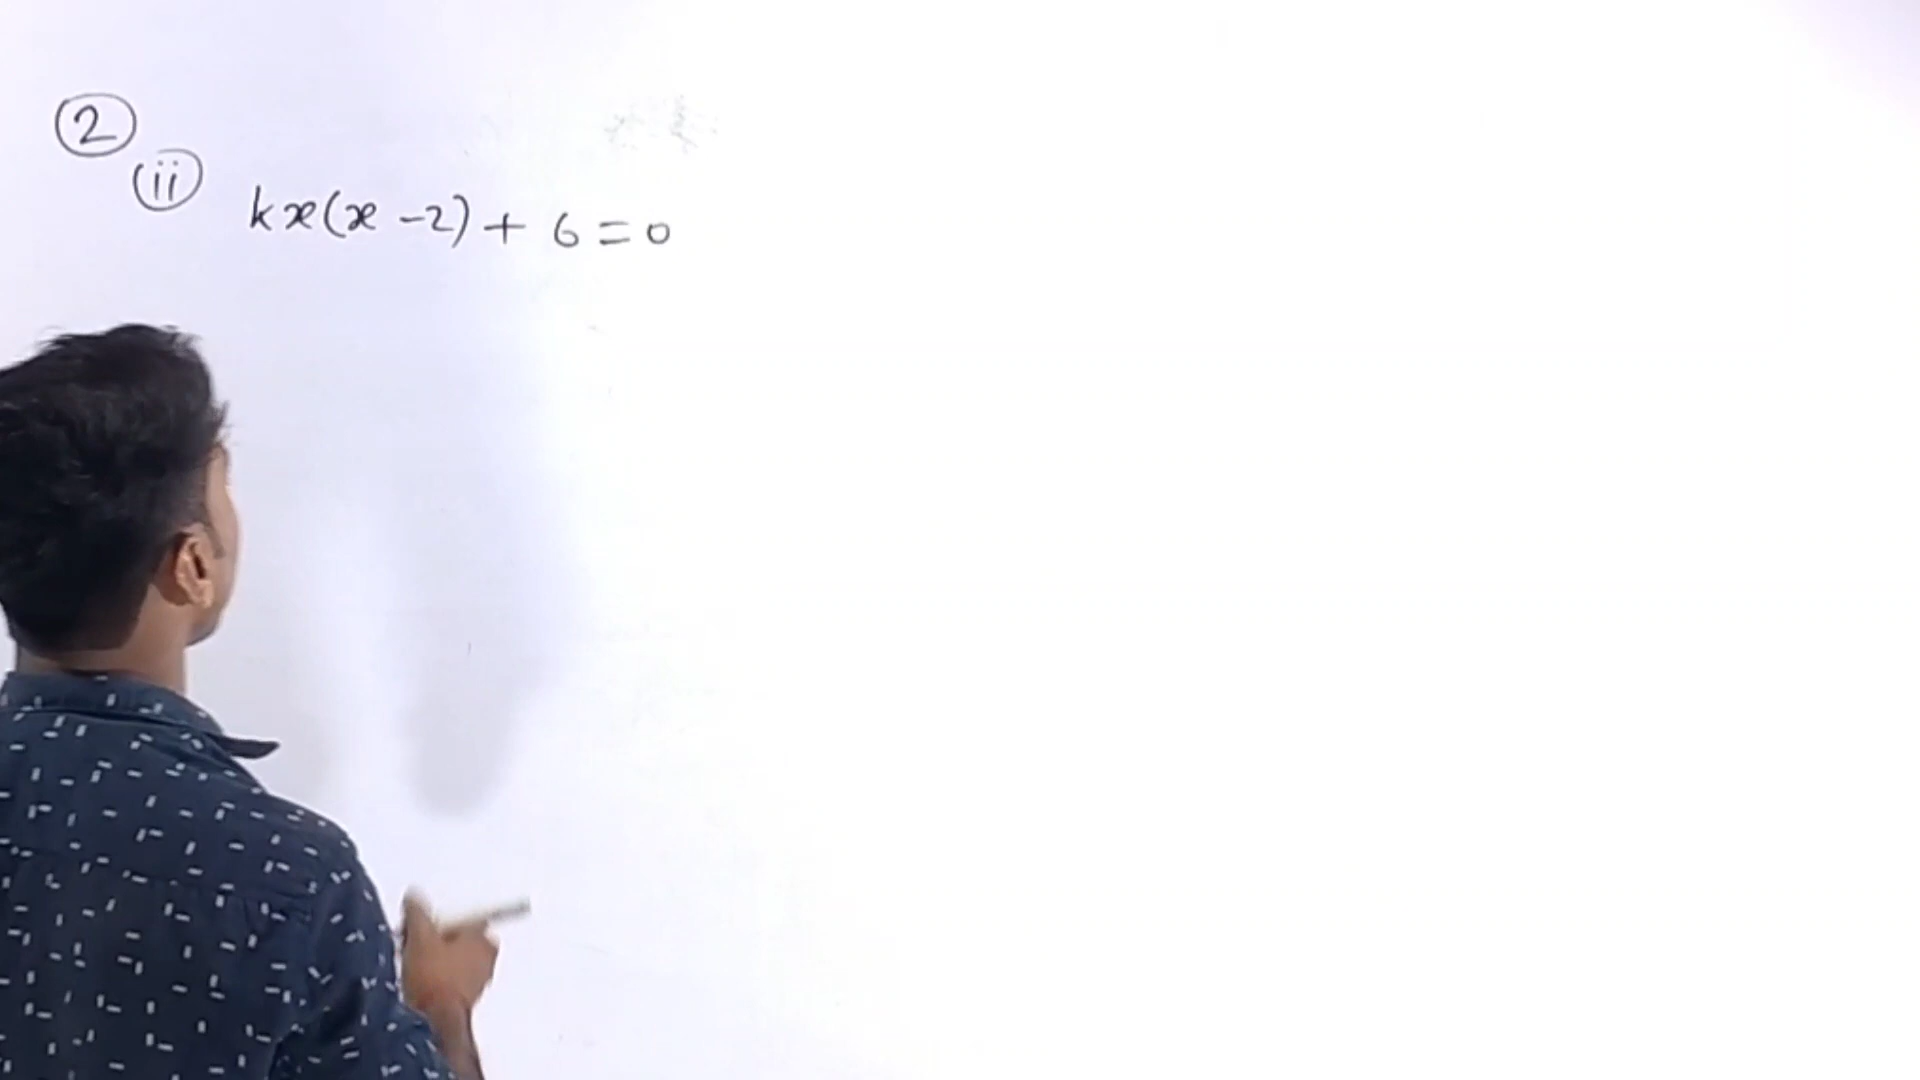 2
(ii) kx(x-2) + 6 = 0